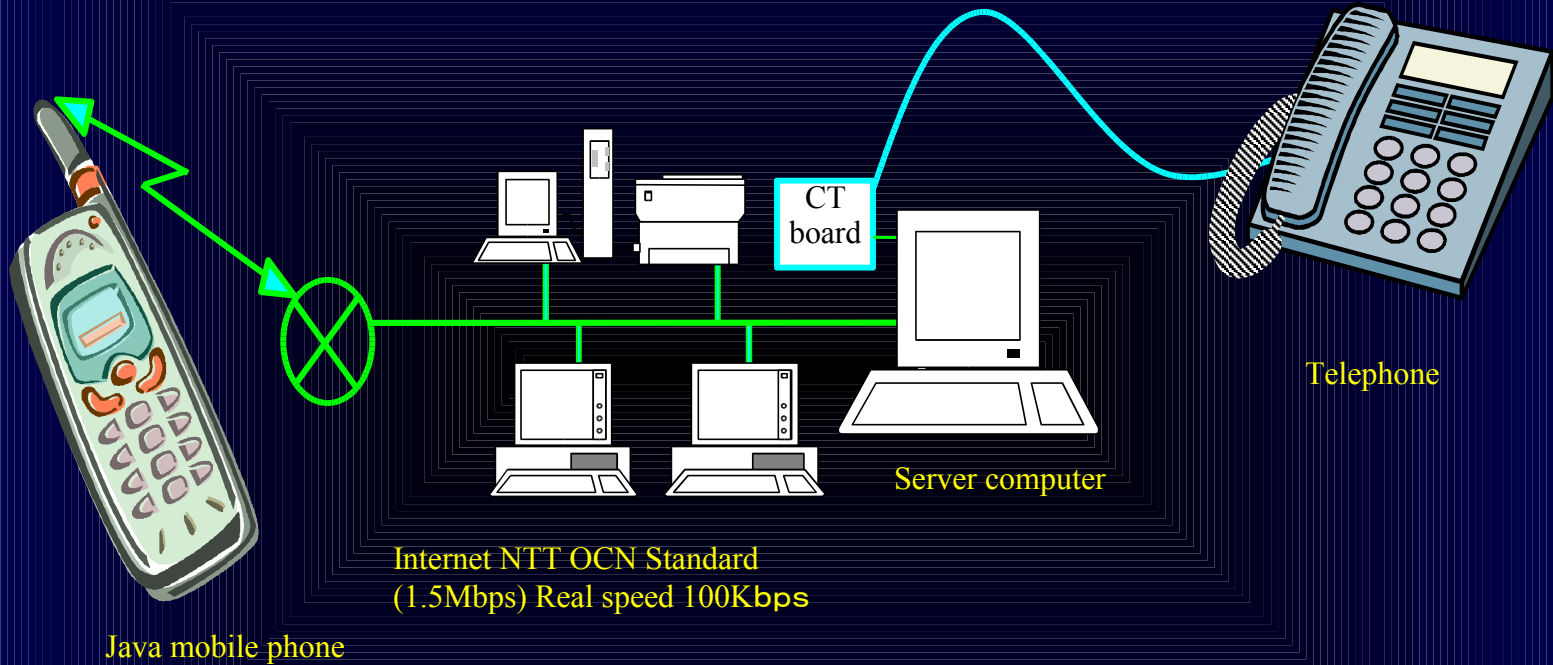 CT
board
Telephone
Server computer
Internet NTT OCN Standard
(1.5Mbps) Real speed 100Kbps
Java mobile phone